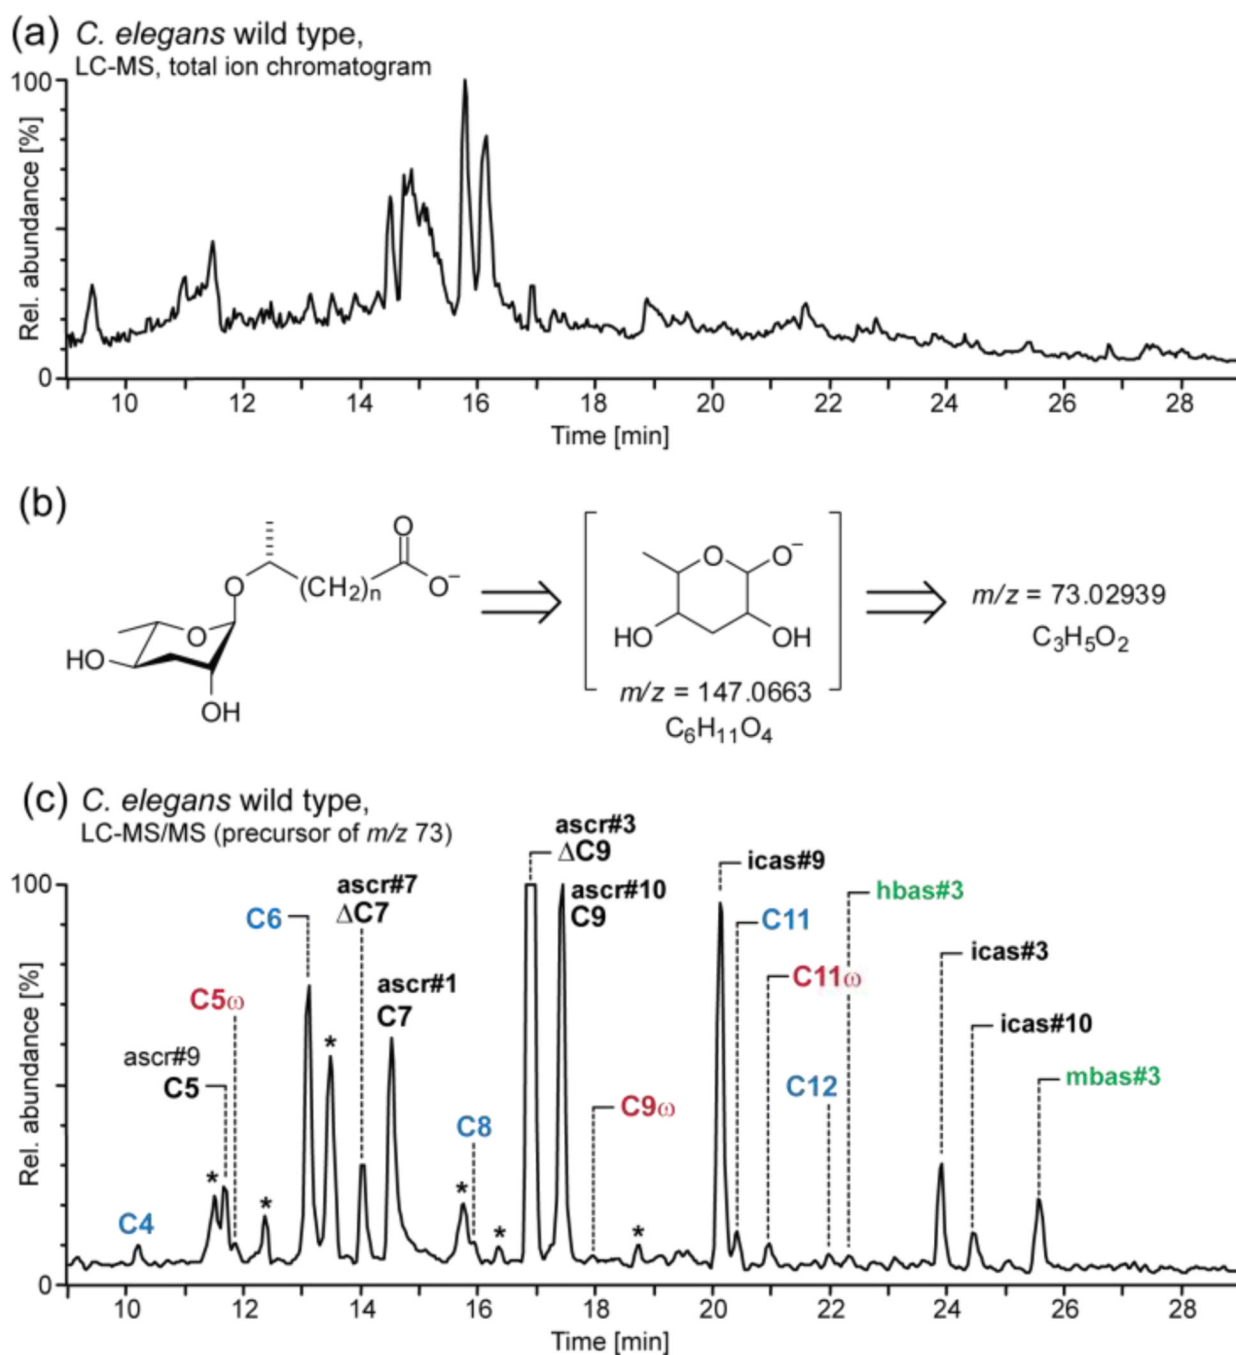 (a) C. elegans wild type,
LC-MS, total ion chromatogram
100
Rel. abundance [%]
0
10 12 14 16 18 20 22 24 26 28
Time [min]
(b)
O
O
(CH2)n
O−
O
HO
OH
O
O−
HO
OH
m/z = 147.0663
C6H11O4
m/z = 73.02939
C3H5O2
(c) C. elegans wild type,
LC-MS/MS (precursor of m/z 73)
100
Rel. abundance [%]
0
C4
*
ascr#9
C5
C5ω
*
C6
*
ascr#7
ΔC7
ascr#1
C7
*
C8
*
ascr#3
ΔC9
ascr#10
C9
C9ω
*
icas#9
C11
C11ω
C12
hbas#3
icas#3
icas#10
mbas#3
10 12 14 16 18 20 22 24 26 28
Time [min]